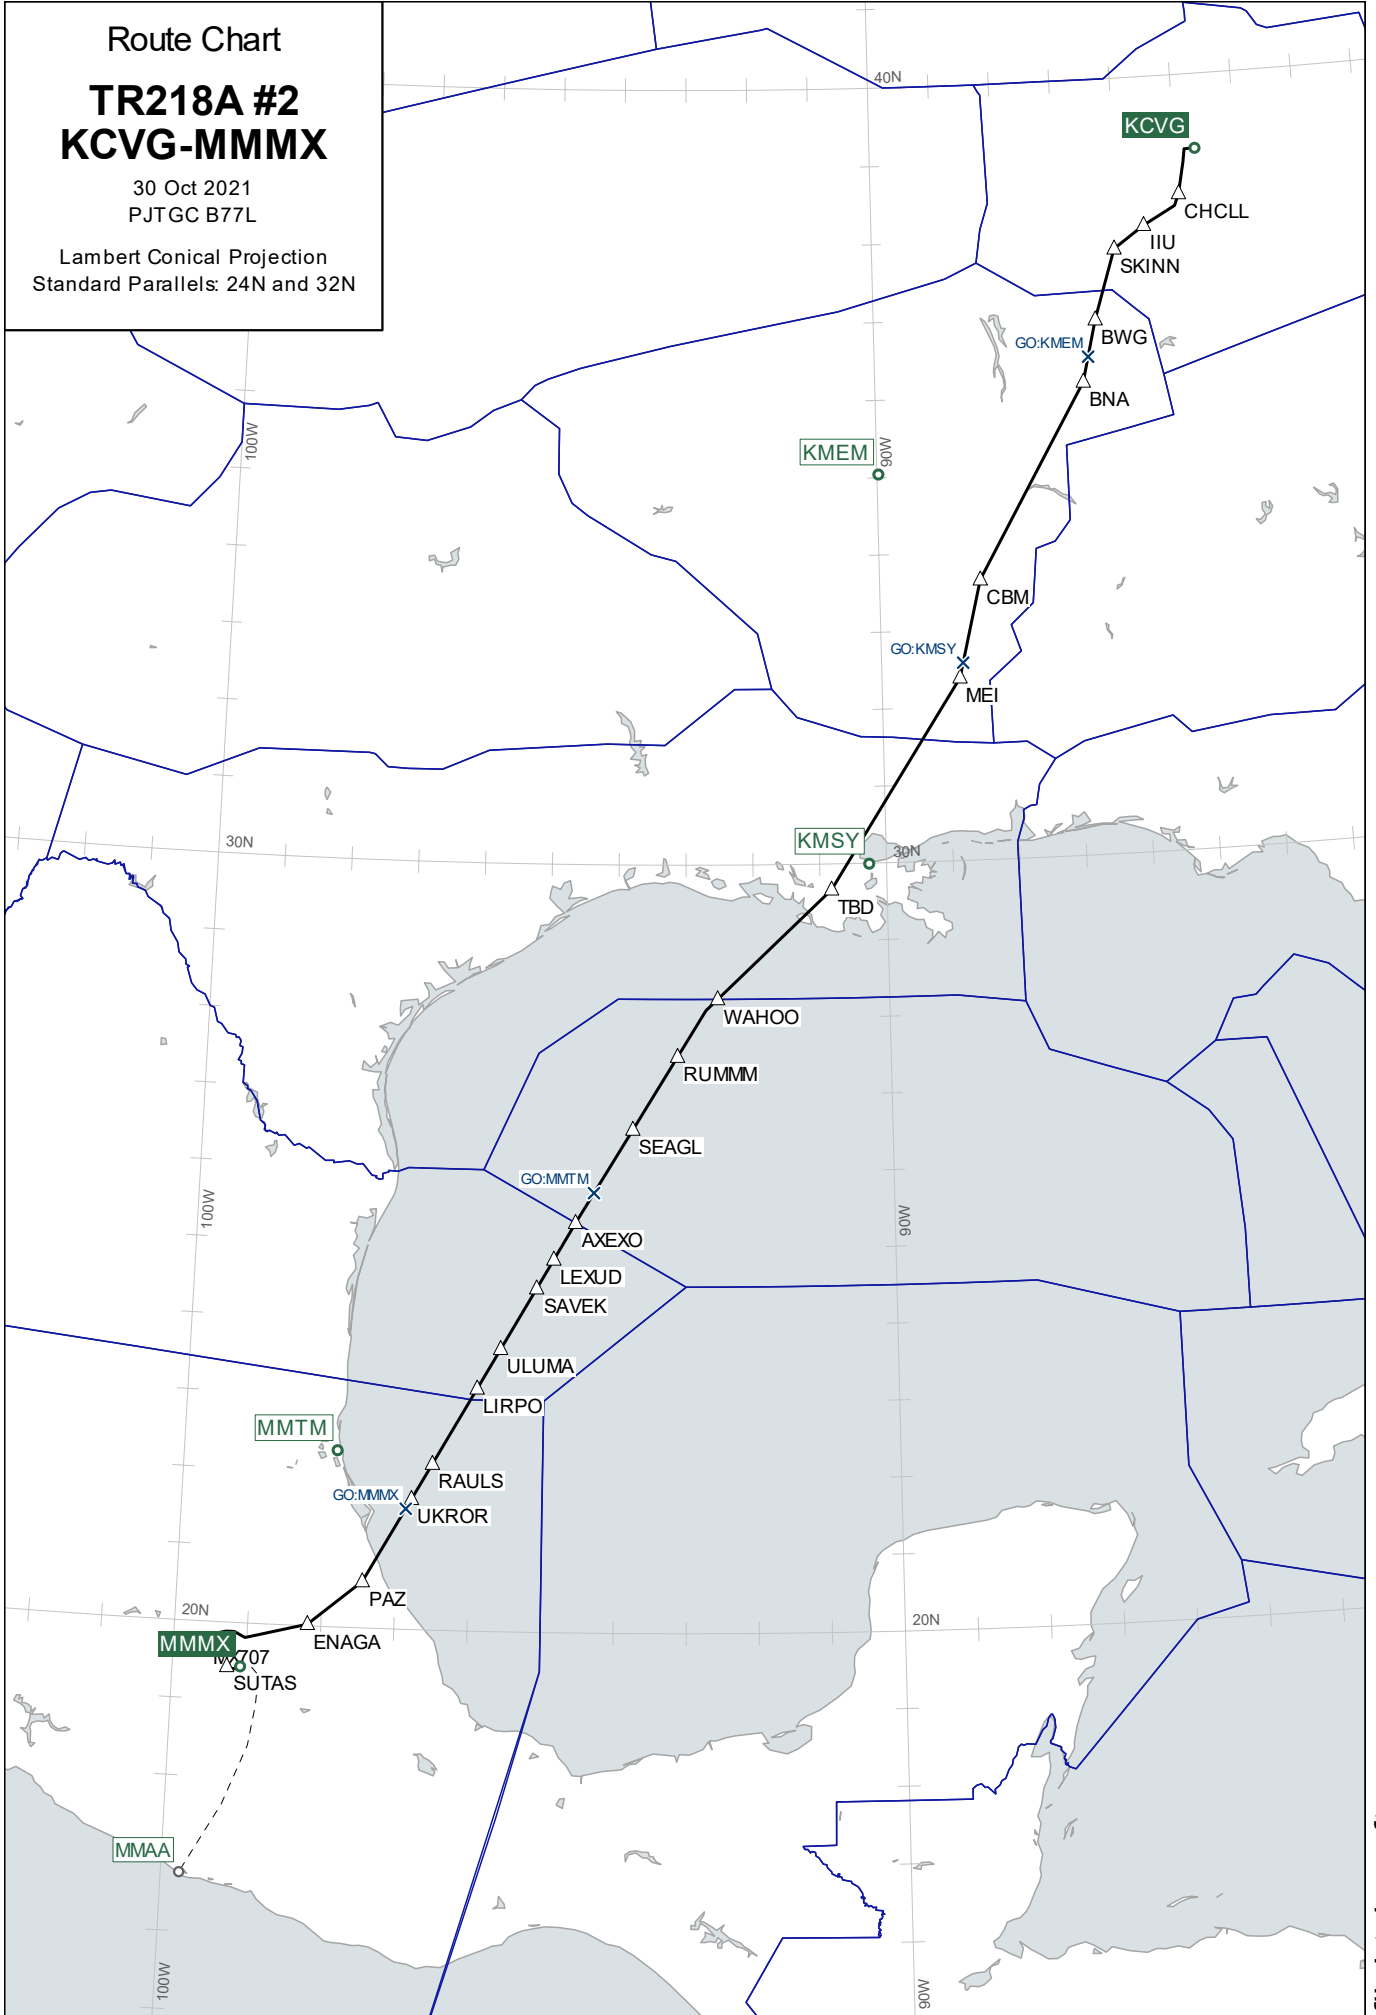 Route Chart
TR218A #2
KCVG-MMMX
30 Oct 2021
PJTGC B77L
Lambert Conical Projection
Standard Parallels: 24N and 32N
40N
KCVG
CHCLL
IIU
SKINN
BWG
GO:KMEM
BNA
100W
KMEM
90W
CBM
GO:KMSY
MEI
30N
KMSY
30N
TBD
WAHOO
RUMMM
SEAGL
GO:MMTM
100W
90W
AXEXO
LEXUD
SAVEK
ULUMA
LIRPO
MMTM
RAULS
GO:MMMX
UKROR
PAZ
20N
20N
ENAGA
MMMX
SUTAS
MMAA
100W
90W